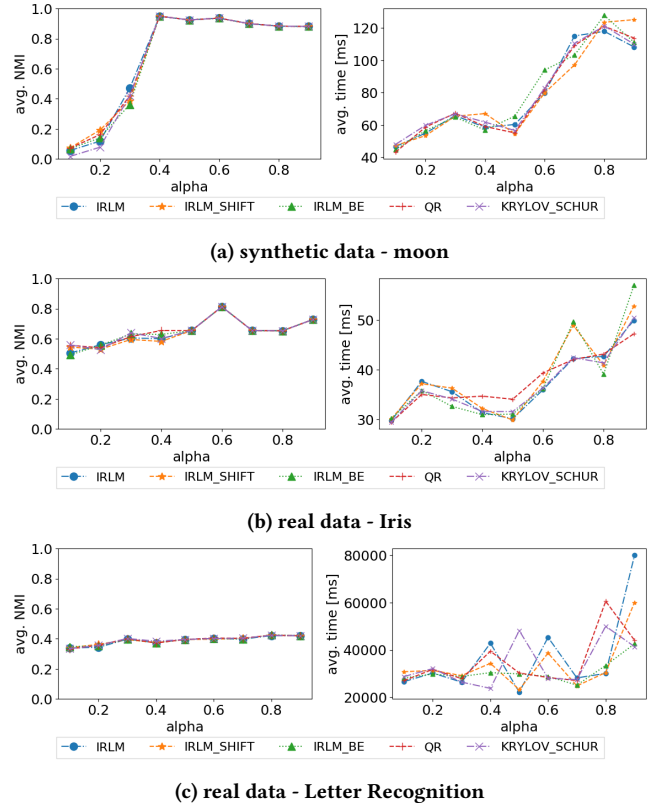 1.0
0.8
0.6
0.4
0.2
0.0
avg. NMI
0.2 0.4 0.6 0.8
alpha
120
100
80
60
40
avg. time [ms]
0.2 0.4 0.6 0.8
alpha
IRLM IRLM_SHIFT IRLM_BE QR KRYLOV_SCHUR
(a) synthetic data - moon
1.0
0.8
0.6
0.4
0.2
0.0
avg. NMI
0.2 0.4 0.6 0.8
alpha
50
40
30
avg. time [ms]
0.2 0.4 0.6 0.8
alpha
IRLM IRLM_SHIFT IRLM_BE QR KRYLOV_SCHUR
(b) real data - Iris
1.0
0.8
0.6
0.4
0.2
0.0
avg. NMI
0.2 0.4 0.6 0.8
alpha
80000
60000
40000
20000
avg. time [ms]
0.2 0.4 0.6 0.8
alpha
IRLM IRLM_SHIFT IRLM_BE QR KRYLOV_SCHUR
(c) real data - Letter Recognition